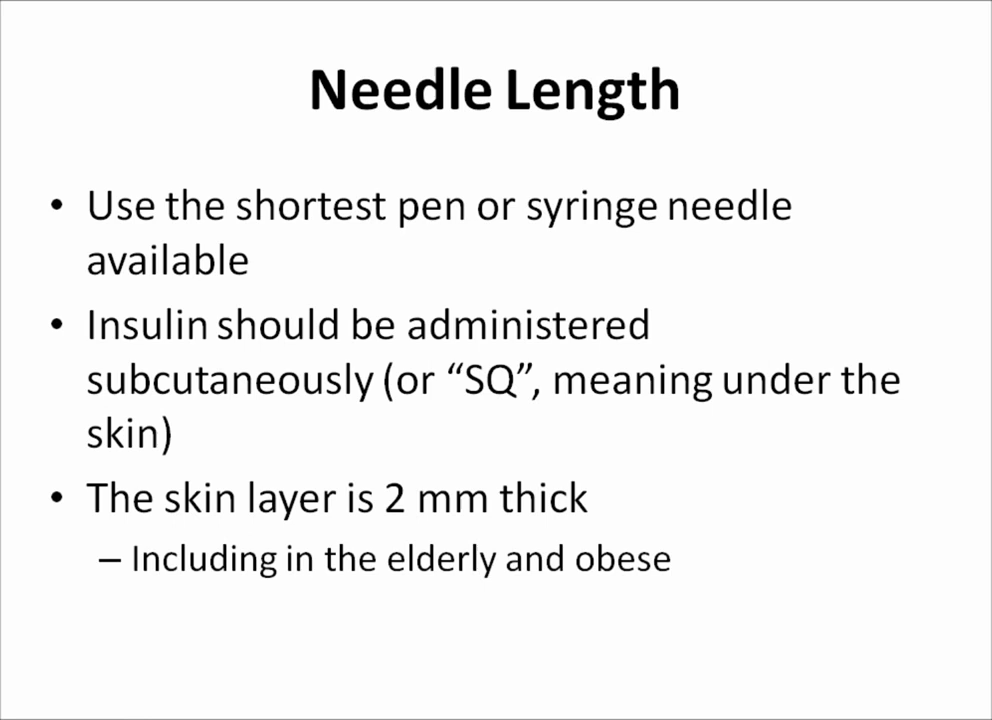 Needle Length
• Use the shortest pen or syringe needle
available
• Insulin should be administered
subcutaneously (or “SQ”, meaning under the
skin)
• The skin layer is 2 mm thick
– Including in the elderly and obese